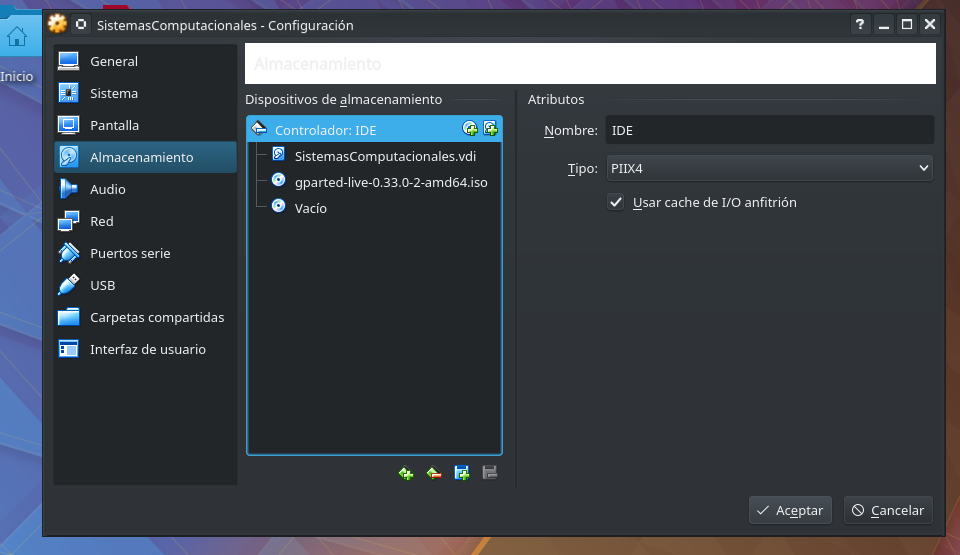 SistemasComputacionales - Configuración
?
Inicio
General
Sistema
Pantalla
Almacenamiento
Audio
Red
Puertos serie
USB
Carpetas compartidas
Interfaz de usuario
Almacenamiento
Dispositivos de almacenamiento
Controlador: IDE
SistemasComputacionales.vdi
gparted-live-0.33.0-2-amd64.iso
Vacío
Atributos
Nombre: IDE
Tipo: PIIX4
Usar cache de I/O anfitrión
Aceptar
Cancelar